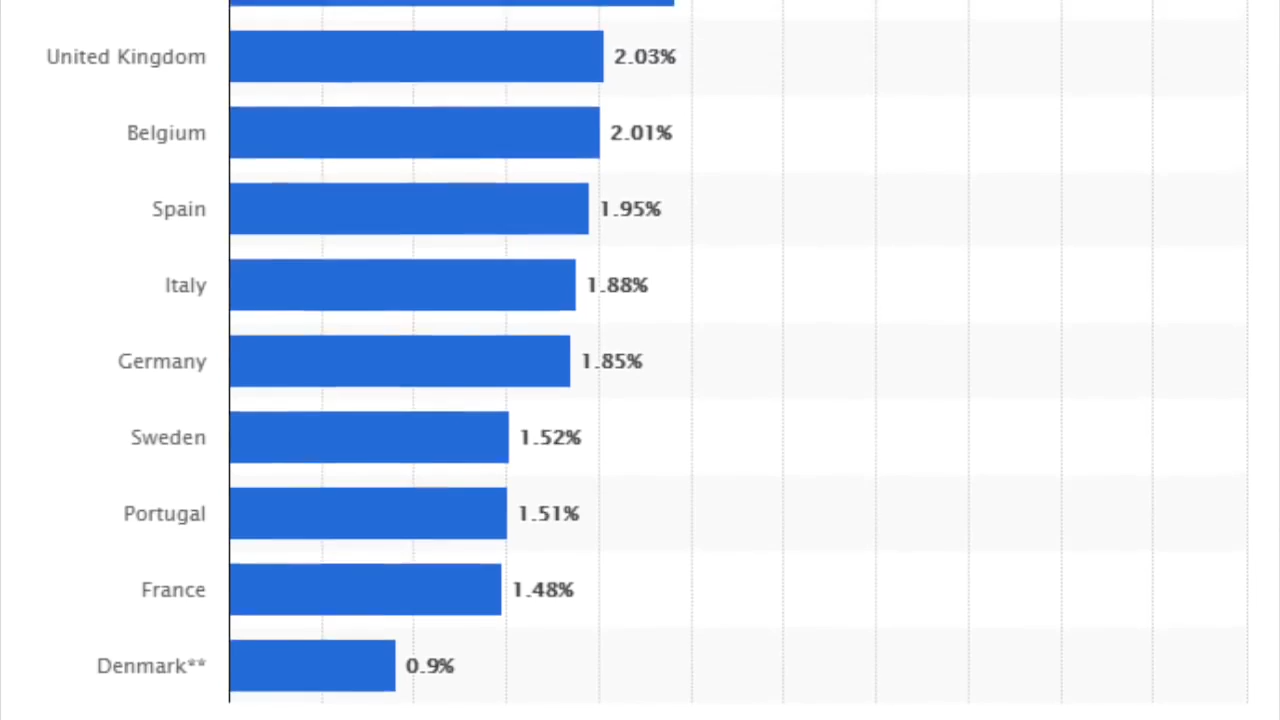 United Kingdom 2.03%
Belgium 2.01%
Spain 1.95%
Italy 1.88%
Germany 1.85%
Sweden 1.52%
Portugal 1.51%
France 1.48%
Denmark** 0.9%